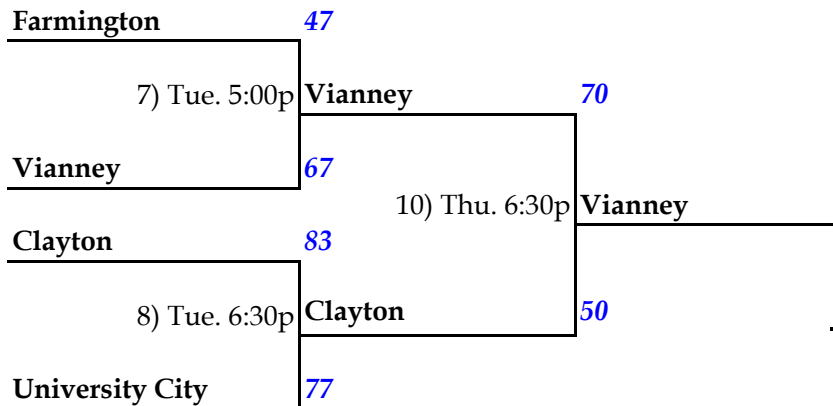 Farmington 47
7) Tue. 5:00p Vianney 70
Vianney 67
10) Thu. 6:30p Vianney
Clayton 83
8) Tue. 6:30p Clayton 50
University City 77